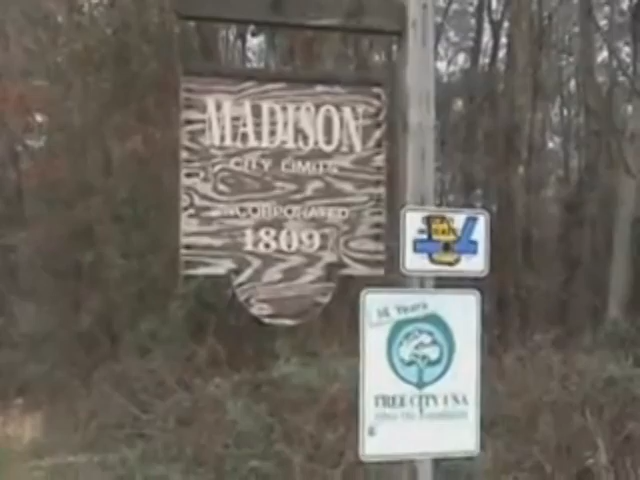 MADISON
CITY LIMITS
INCORPORATED
1809
Years
TREE CITY USA